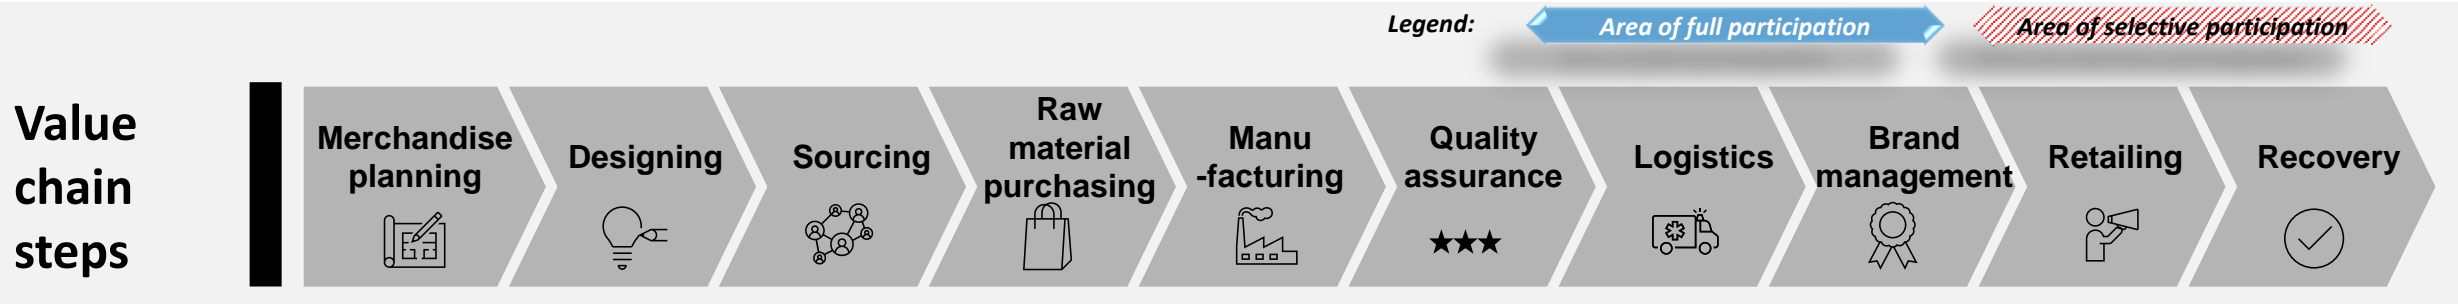 Legend:
Area of full participation
Area of selective participation
Value
chain
steps
Merchandise
planning
Designing
Sourcing
Raw
material
purchasing
Manu
-facturing
Quality
assurance
Logistics
Brand
management
Retailing
Recovery